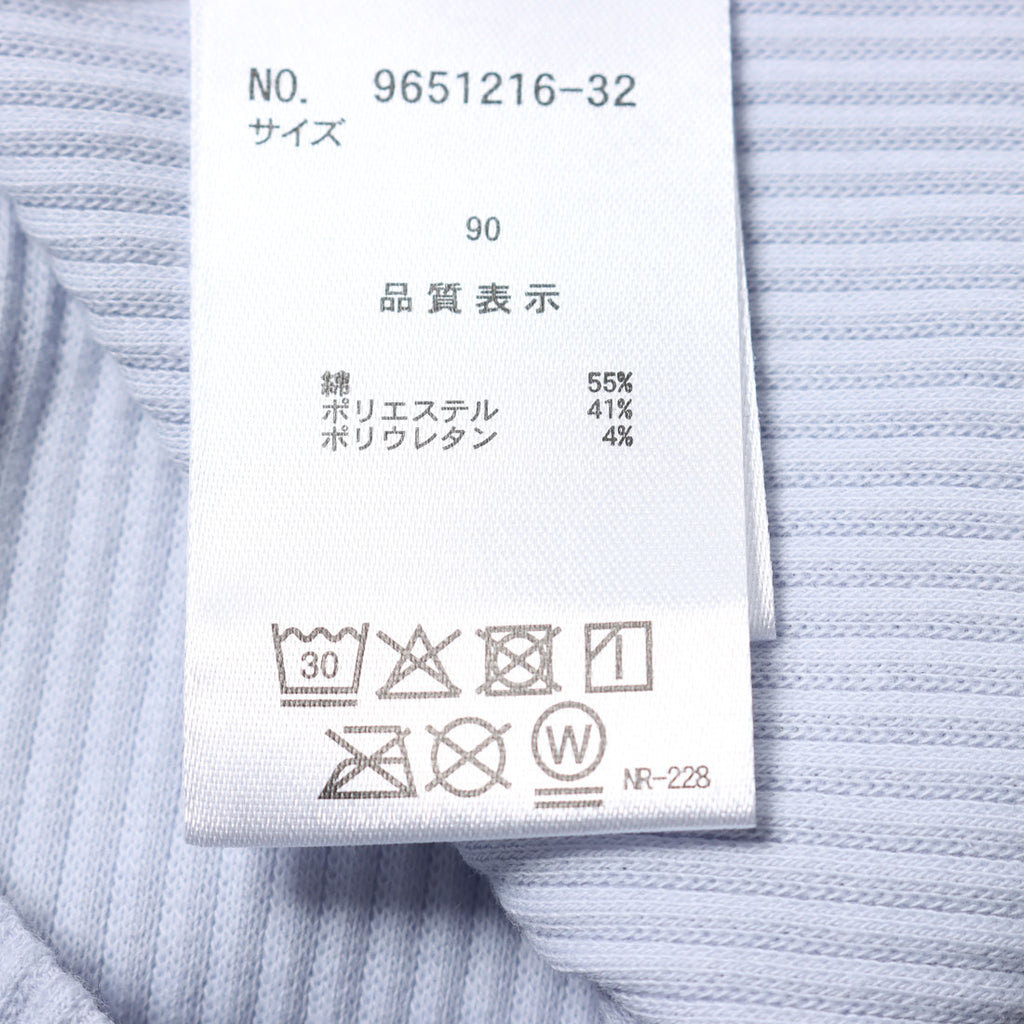 NO. 9651216-32
サイズ
90
品質表示
綿 55%
ポリエステル 41%
ポリウレタン 4%
30
W
NR-228